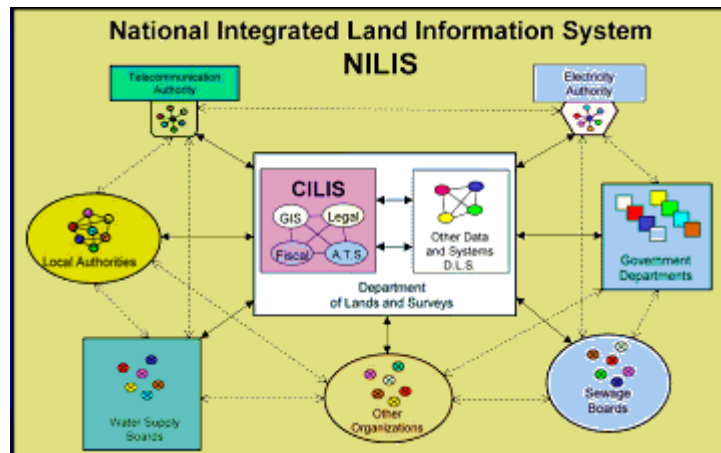 National Integrated Land Information System
NILIS
Telecommunication
Authority
Electricity
Authority
CILIS
GIS
Legal
Fiscal
A.T.S.
Other Data
and Systems
D.L.S.
Department
of Lands and Surveys
Local Authorities
Government
Departments
Water Supply
Boards
Other
Organizations
Sewage
Boards